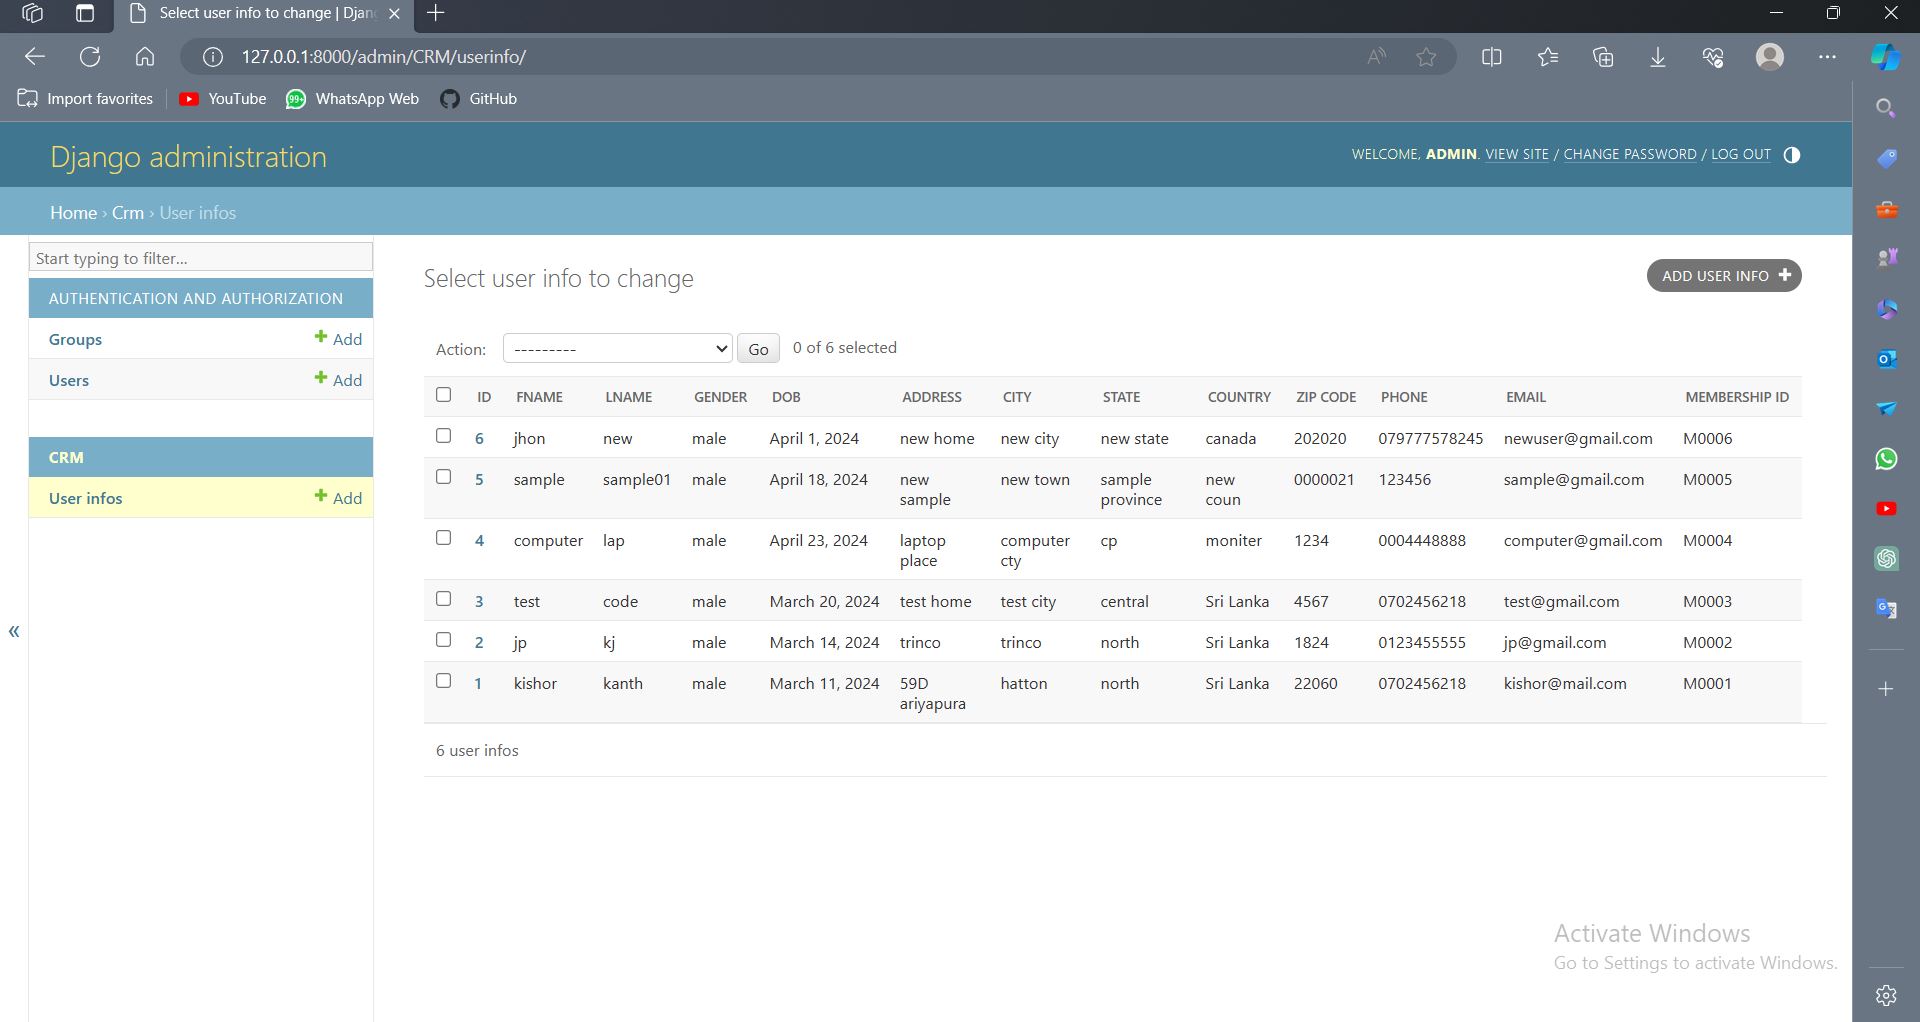 Select user info to change | Djan
127.0.0.1:8000/admin/CRM/userinfo/
Import favorites YouTube 99+ WhatsApp Web GitHub
Django administration
WELCOME, ADMIN. VIEW SITE / CHANGE PASSWORD / LOG OUT
Home › Crm › User infos
Start typing to filter...
AUTHENTICATION AND AUTHORIZATION
Groups + Add
Users + Add
CRM
User infos + Add
«
Select user info to change
ADD USER INFO +
Action: --------- Go 0 of 6 selected
ID FNAME LNAME GENDER DOB ADDRESS CITY STATE COUNTRY ZIP CODE PHONE EMAIL MEMBERSHIP ID
6 jhon new male April 1, 2024 new home new city new state canada 202020 079777578245 newuser@gmail.com M0006
5 sample sample01 male April 18, 2024 new new town sample new 0000021 123456 sample@gmail.com M0005
sample province coun
4 computer lap male April 23, 2024 laptop computer cp moniter 1234 0004448888 computer@gmail.com M0004
place cty
3 test code male March 20, 2024 test home test city central Sri Lanka 4567 0702456218 test@gmail.com M0003
2 jp kj male March 14, 2024 trinco trinco north Sri Lanka 1824 0123455555 jp@gmail.com M0002
1 kishor kanth male March 11, 2024 59D hatton north Sri Lanka 22060 0702456218 kishor@mail.com M0001
ariyapura
6 user infos
Activate Windows
Go to Settings to activate Windows.